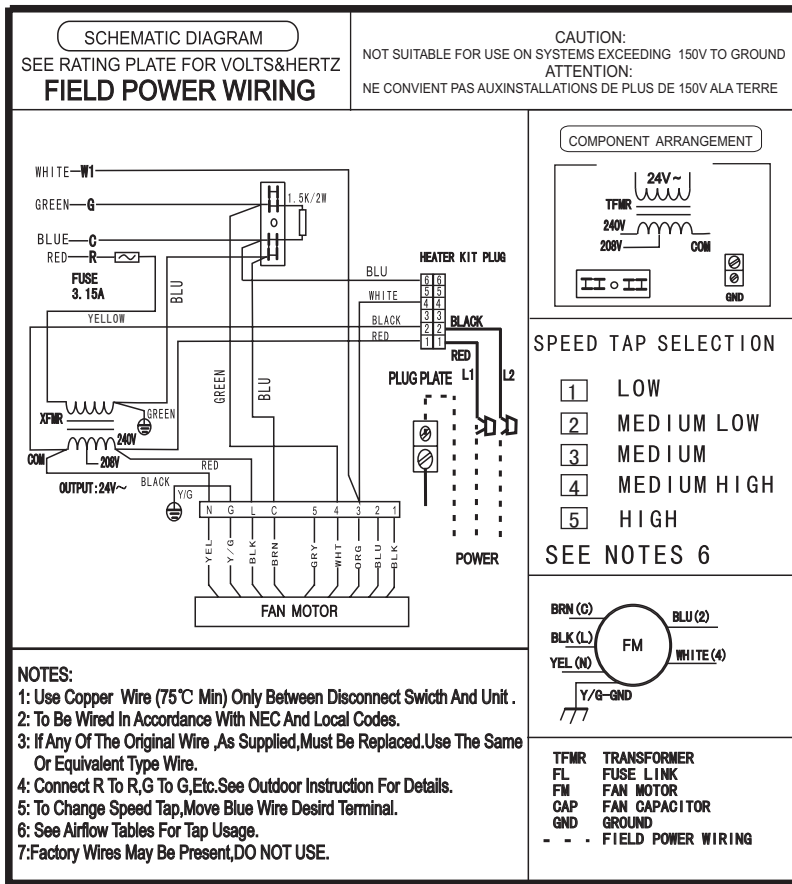 SCHEMATIC DIAGRAM
SEE RATING PLATE FOR VOLTS&HERTZ
FIELD POWER WIRING
CAUTION:
NOT SUITABLE FOR USE ON SYSTEMS EXCEEDING 150V TO GROUND
ATTENTION:
NE CONVIENT PAS AUXINSTALLATIONS DE PLUS DE 150V ALA TERRE
WHITE W1
GREEN G
BLUE C
RED R
FUSE
3.15A
1.5K/2W
BLU
YELLOW
HEATER KIT PLUG
BLU
WHITE
BLACK
RED
6 6
5 5
4 4
3 3
2 2
1 1
BLACK
RED
L1
L2
PLUG PLATE
GREEN
BLU
XFMR
GREEN
240V
COM
208V
OUTPUT:24V~
RED
BLACK
Y/G
N G L C 5 4 3 2 1
YEL Y/G BLK BRN GRY WHT ORG BLU BLK
FAN MOTOR
POWER
COMPONENT ARRANGEMENT
24V~
TFMR
240V
208V
COM
GND
SPEED TAP SELECTION
1 LOW
2 MEDIUM LOW
3 MEDIUM
4 MEDIUM HIGH
5 HIGH
SEE NOTES 6
BRN(C)
BLK(L)
YEL(N)
FM
BLU(2)
WHITE(4)
Y/G-GND
NOTES:
1: Use Copper Wire (75℃ Min) Only Between Disconnect Swicth And Unit .
2: To Be Wired In Accordance With NEC And Local Codes.
3: If Any Of The Original Wire ,As Supplied,Must Be Replaced.Use The Same
Or Equivalent Type Wire.
4: Connect R To R,G To G,Etc.See Outdoor Instruction For Details.
5: To Change Speed Tap,Move Blue Wire Desird Terminal.
6: See Airflow Tables For Tap Usage.
7:Factory Wires May Be Present,DO NOT USE.
TFMR TRANSFORMER
FL FUSE LINK
FM FAN MOTOR
CAP FAN CAPACITOR
GND GROUND
- - - FIELD POWER WIRING